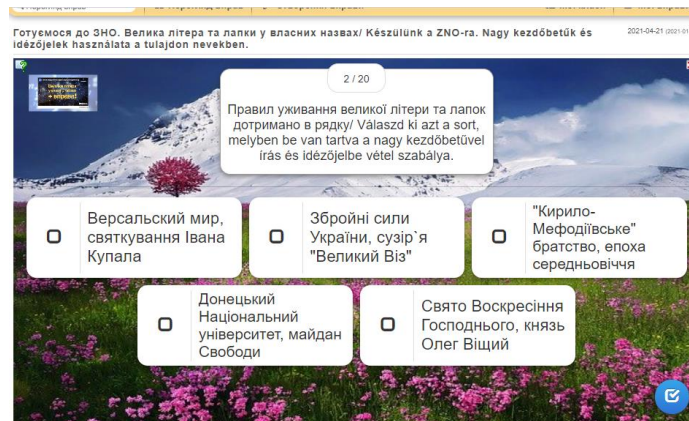 Готуємося до ЗНО. Велика літера та лапки у власних назвах/ Készülünk a ZNO-ra. Nagy kezdőbetűk és
idézőjelek használata a tulajdon nevekben.
2021-04-21
2 / 20
Правил уживання великої літери та лапок
дотримано в рядку/ Válaszd ki azt a sort,
melyben be van tartva a nagy kezdőbetűvel
írás és idézőjelbe vétel szabálya.
Версальский мир,
святкування Івана
Купала
Збройні сили
України, сузір`я
"Великий Віз"
"Кирило-
Мефодіївське"
братство, епоха
середньовіччя
Донецький
Національний
університет, майдан
Свободи
Свято Воскресіння
Господнього, князь
Олег Віщий